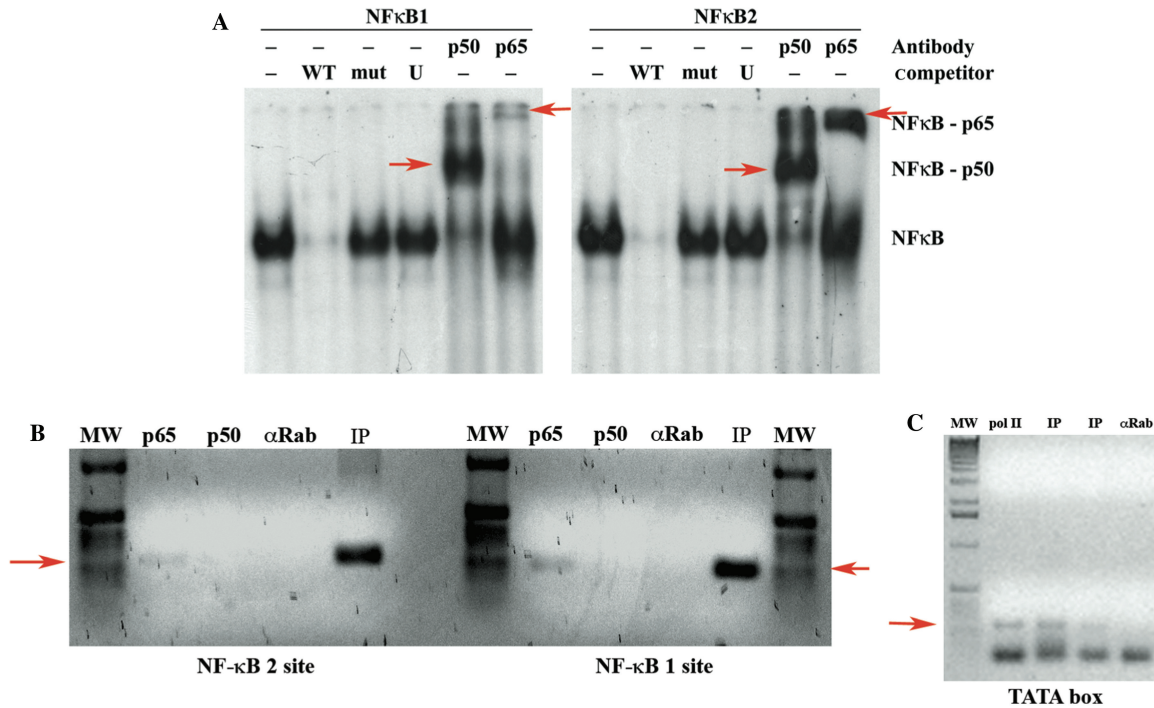 A
NFκB1
NFκB2
– – – – p50 p65
– – – – p50 p65
Antibody
– WT mut U – –
– WT mut U – –
competitor
NFκB - p65
NFκB - p50
NFκB
B
MW p65 p50 αRab IP
MW p65 p50 αRab IP MW
NF-κB 2 site
NF-κB 1 site
C
MW pol II IP IP αRab
TATA box